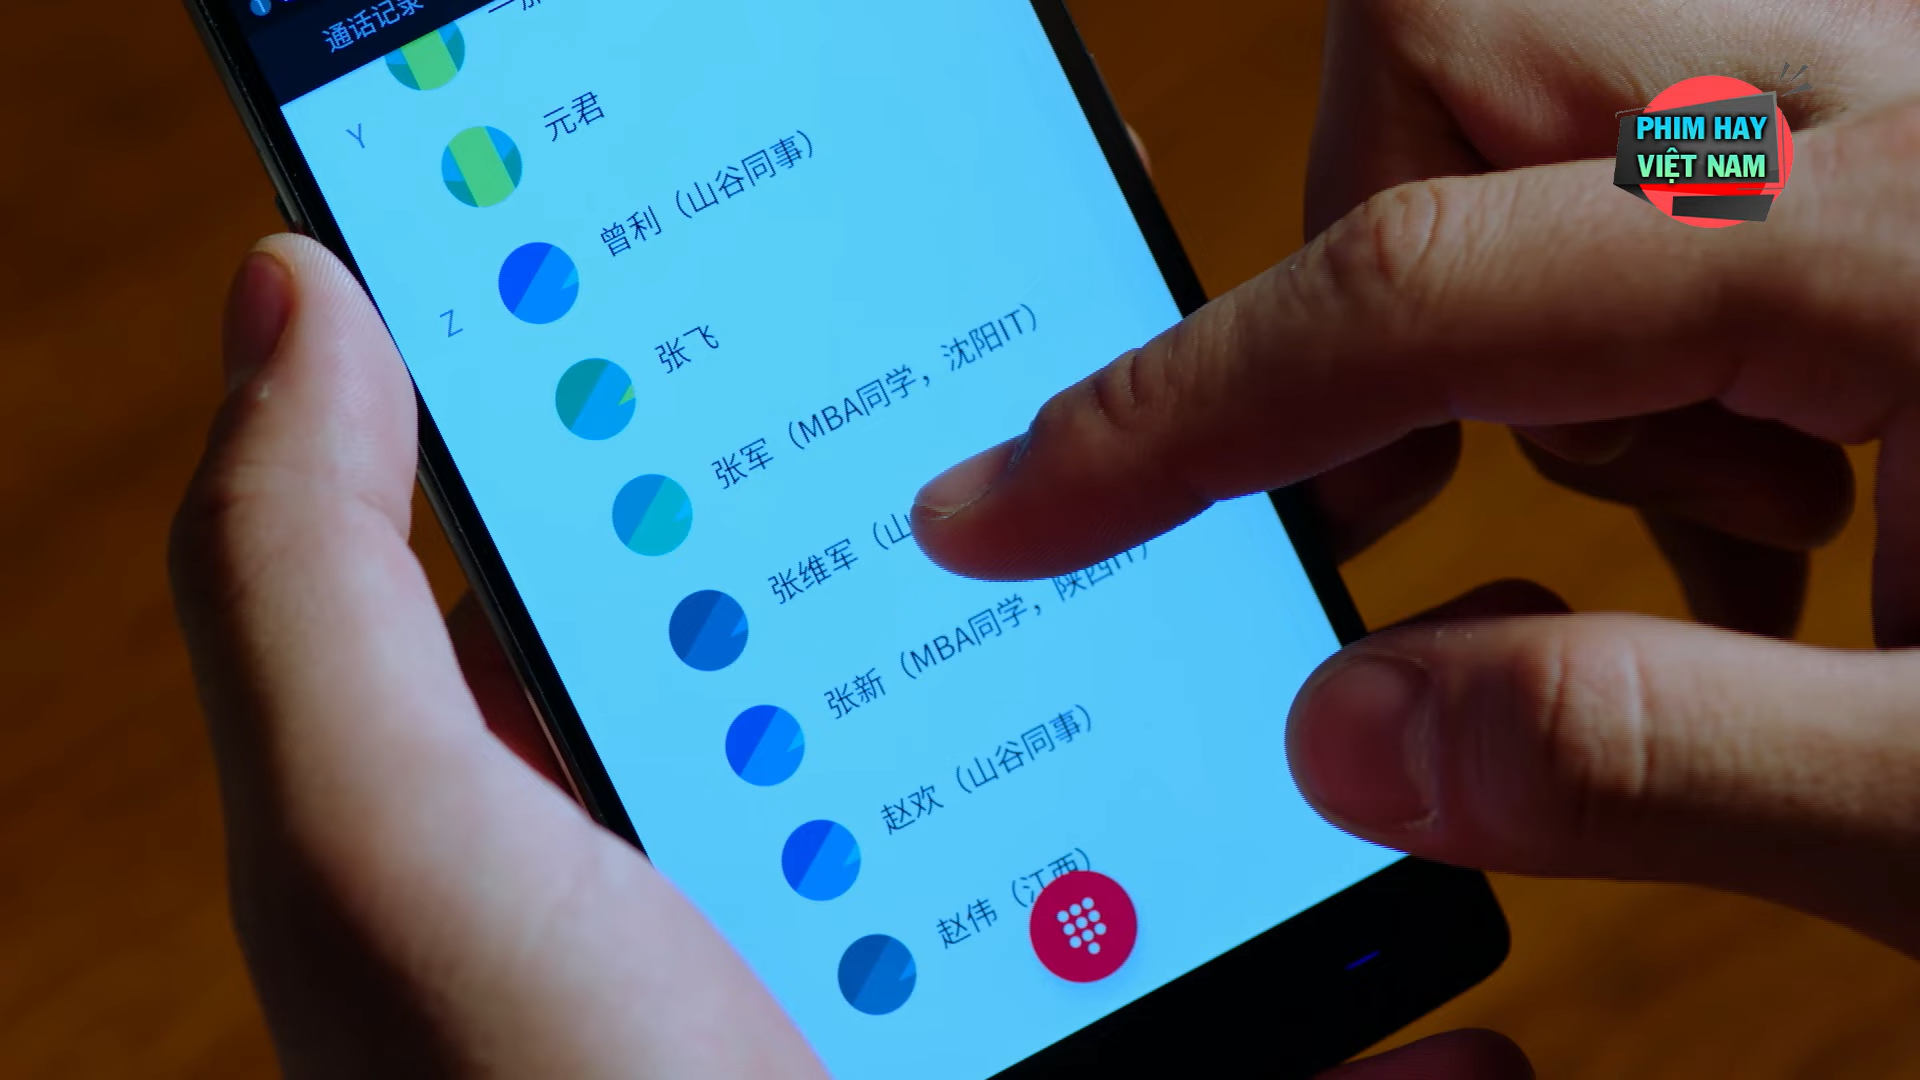 通话记录
Y
元君
曾利（山谷同事）
Z
张飞
张军（MBA同学，沈阳IT）
张维军（山
张新（MBA同学，陕西IT）
赵欢（山谷同事）
赵伟（江西）
PHIM HAY
VIỆT NAM